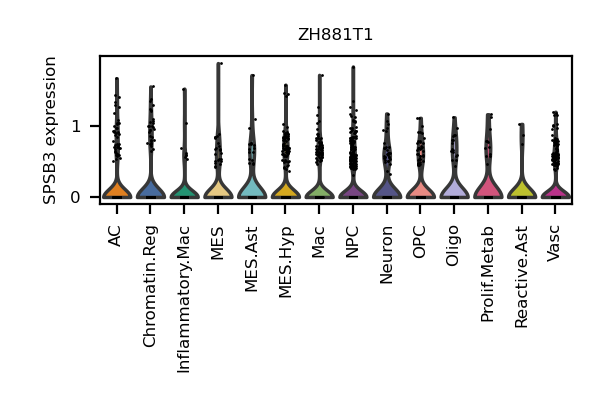 ZH881T1
SPSB3 expression
1
0
AC
Chromatin.Reg
Inflammatory.Mac
MES
MES.Ast
MES.Hyp
Mac
NPC
Neuron
OPC
Oligo
Prolif.Metab
Reactive.Ast
Vasc